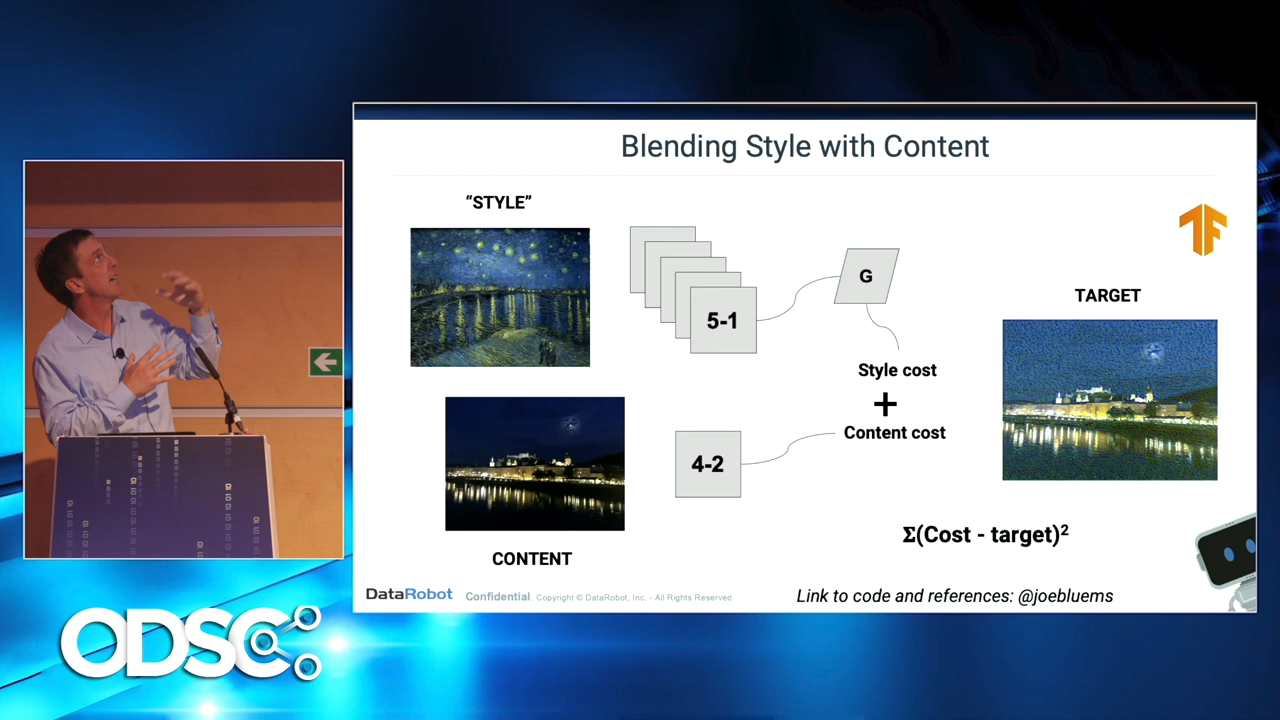 Blending Style with Content
“STYLE”
5-1
G
TARGET
Style cost
+
Content cost
4-2
CONTENT
Σ(Cost - target)²
DataRobot Confidential Copyright © DataRobot, Inc. - All Rights Reserved
Link to code and references: @joebluems
ODSC